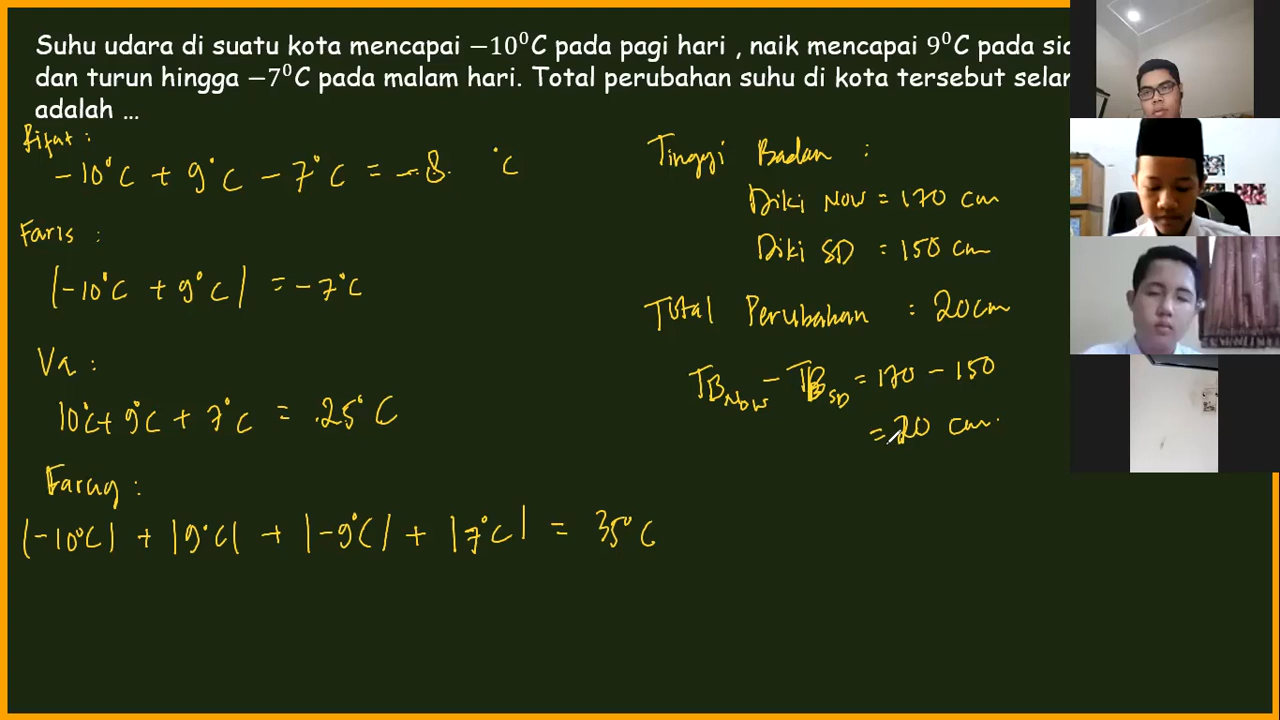 Suhu udara di suatu kota mencapai −10⁰C pada pagi hari , naik mencapai 9⁰C pada
dan turun hingga −7⁰C pada malam hari. Total perubahan suhu di kota tersebut
adalah ...
Rifat :
-10°C + 9°C - 7°C = -8. °C
Faris :
|-10°C + 9°C| = -7°C
Va :
10°C + 9°C + 7°C = 25°C
Faruq :
|-10°C| + |9°C| + |-9°C| + |7°C| = 35°C
Tinggi Badan :
Diki Now = 170 cm
Diki SD = 150 cm
Total Perubahan : 20 cm
TB Now - TB SD = 170 - 150
= 20 cm.